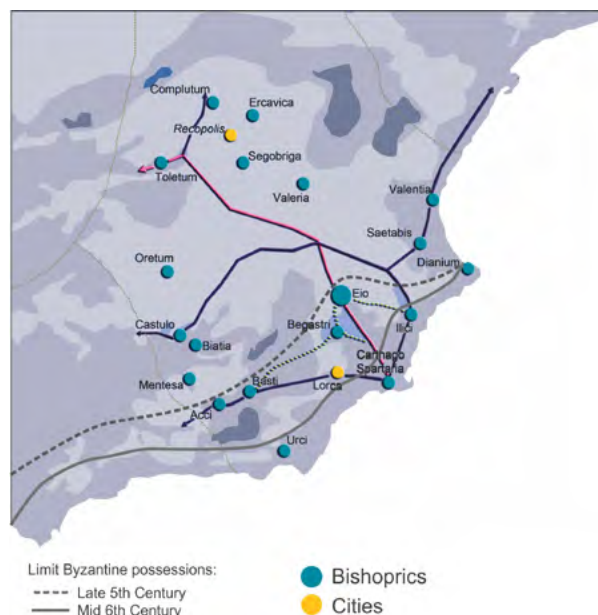 Complutum
Ercavica
Recopolis
Segobriga
Toletum
Valeria
Valentia
Saetabis
Dianium
Oretum
Eio
Ilici
Begastri
Castulo
Biatia
Carthago
Spartaria
Mentesa
Basti
Lorca
Acci
Urci
Limit Byzantine possessions:
Late 5th Century
Mid 6th Century
Bishoprics
Cities